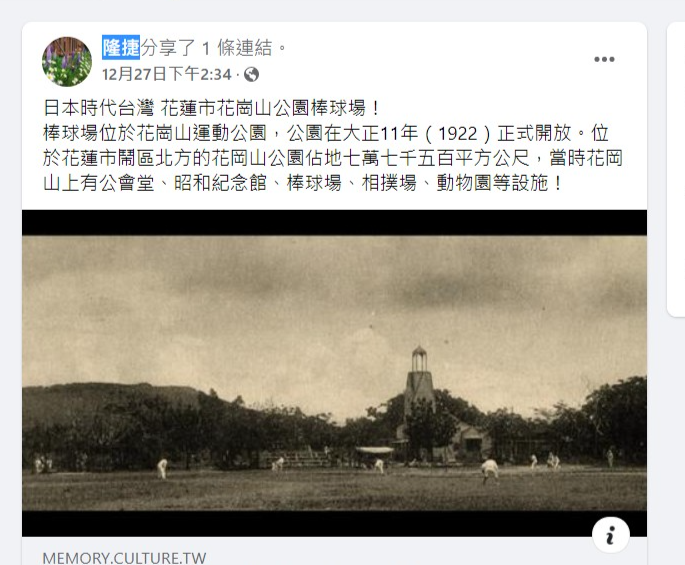 隆捷分享了 1 條連結。
12月27日下午2:34 ·
日本時代台灣 花蓮市花崗山公園棒球場！
棒球場位於花崗山運動公園，公園在大正11年（1922）正式開放。位
於花蓮市鬧區北方的花岡山公園佔地七萬七千五百平方公尺，當時花岡
山上有公會堂、昭和紀念館、棒球場、相撲場、動物園等設施！
MEMORY.CULTURE.TW